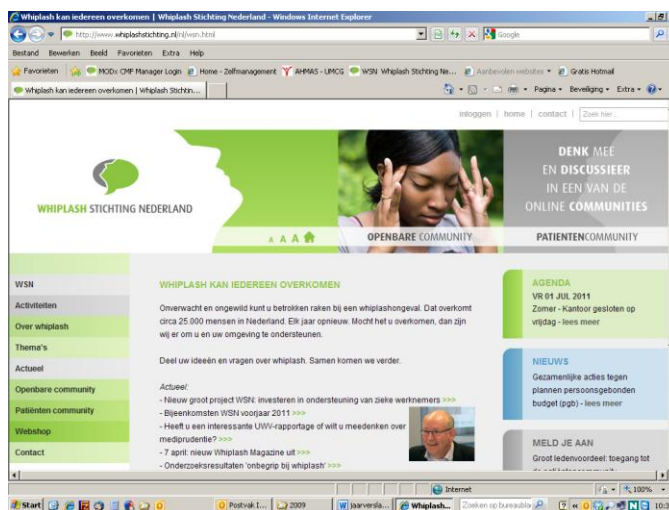 Whiplash kan iedereen overkomen | Whiplash Stichting Nederland - Windows Internet Explorer
http://www.whiplashstichting.nl/nl/wsn.html
Google
Bestand Bewerken Beeld Favorieten Extra Help
Favorieten MODx CMF Manager Login Home - Zelfmanagement AHMAS - UMCG WSN Whiplash Stichting Ne... Aanbevolen websites Gratis Hotmail
Whiplash kan iedereen overkomen | Whiplash Stichtin...
Pagina Beveiliging Extra
inloggen | home | contact | Zoek hier...
DENK MEE
EN DISCUSSIEER
IN EEN VAN DE
ONLINE COMMUNITIES
WHIPLASH STICHTING NEDERLAND
A A A
OPENBARE COMMUNITY
PATIENTENCOMMUNITY
WSN
Activiteiten
Over whiplash
Thema's
Actueel
Openbare community
Patiënten community
Webshop
Contact
WHIPLASH KAN IEDEREEN OVERKOMEN
Onverwacht en ongewild kunt u betrokken raken bij een whiplashongeval. Dat overkomt
circa 25.000 mensen in Nederland. Elk jaar opnieuw. Mocht het u overkomen, dan zijn
wij er om u en uw omgeving te ondersteunen.
Deel uw ideeën en vragen over whiplash. Samen komen we verder.
Actueel:
- Nieuw groot project WSN: investeren in ondersteuning van zieke werknemers >>>
- Bijeenkomsten WSN voorjaar 2011 >>>
- Heeft u een interessante UWV-rapportage of wilt u meedenken over
mediprudentie? >>>
- 7 april: nieuw Whiplash Magazine uit >>>
- Onderzoeksresultaten 'onbegrip bij whiplash' >>>
AGENDA
VR 01 JUL 2011
Zomer - Kantoor gesloten op
vrijdag - lees meer
NIEUWS
Gezamenlijke acties tegen
plannen persoonsgebonden
budget (pgb) - lees meer
MELD JE AAN
Groot ledenvoordeel: toegang tot
Internet
100%
Start
Postvak I...
2009
jaarversla...
Whiplash...
Zoeken op bureaubla
NL